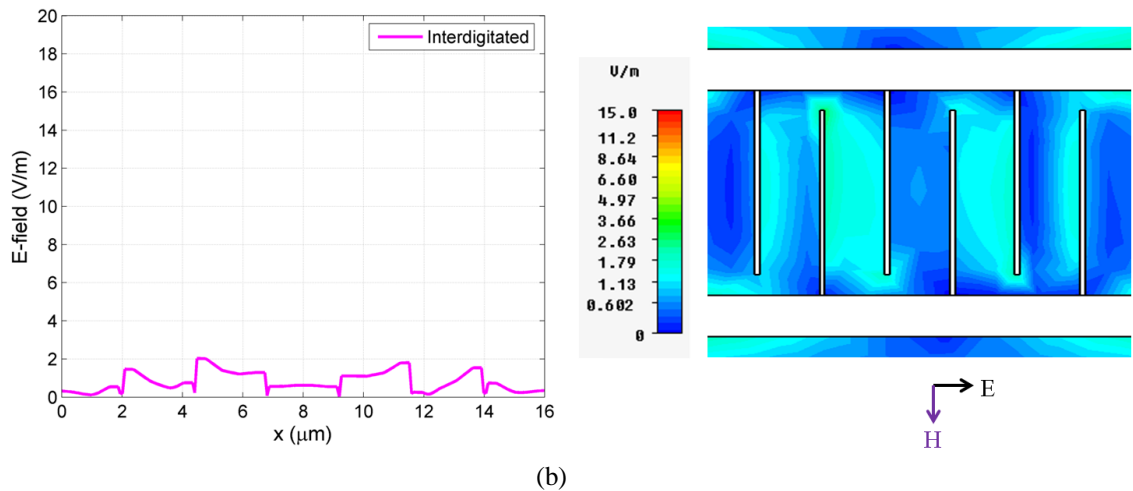 Interdigitated
20
18
16
14
12
10
8
6
4
2
0
E-field (V/m)
0 2 4 6 8 10 12 14 16
x (μm)
V/m
15.0
11.2
8.64
6.60
4.97
3.66
2.63
1.79
1.13
0.602
0
E
H
(b)